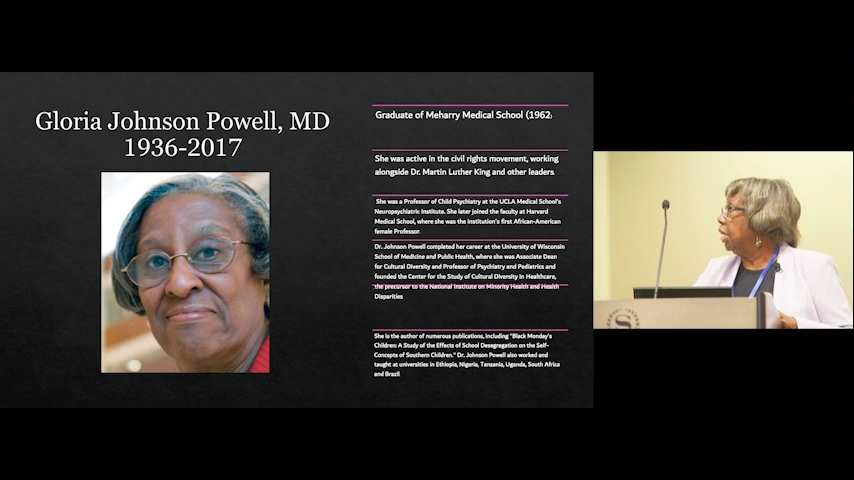 Gloria Johnson Powell, MD
1936-2017
Graduate of Meharry Medical School (1962)
She was active in the civil rights movement, working
alongside Dr. Martin Luther King and other leaders.
She was a Professor of Child Psychiatry at the UCLA Medical School's
Neuropsychiatric Institute. She later joined the faculty at Harvard
Medical School, where she was the institution's first African-American
female Professor.
Dr. Johnson Powell completed her career at the University of Wisconsin
School of Medicine and Public Health, where she was Associate Dean
for Cultural Diversity and Professor of Psychiatry and Pediatrics and
founded the Center for the Study of Cultural Diversity in Healthcare,
the precursor to the National Institute on Minority Health and Health
Disparities
She is the author of numerous publications, including "Black Monday's
Children: A Study of the Effects of School Desegregation on the Self-
Concepts of Southern Children." Dr. Johnson Powell also worked and
taught at universities in Ethiopia, Nigeria, Tanzania, Uganda, South Africa
and Brazil